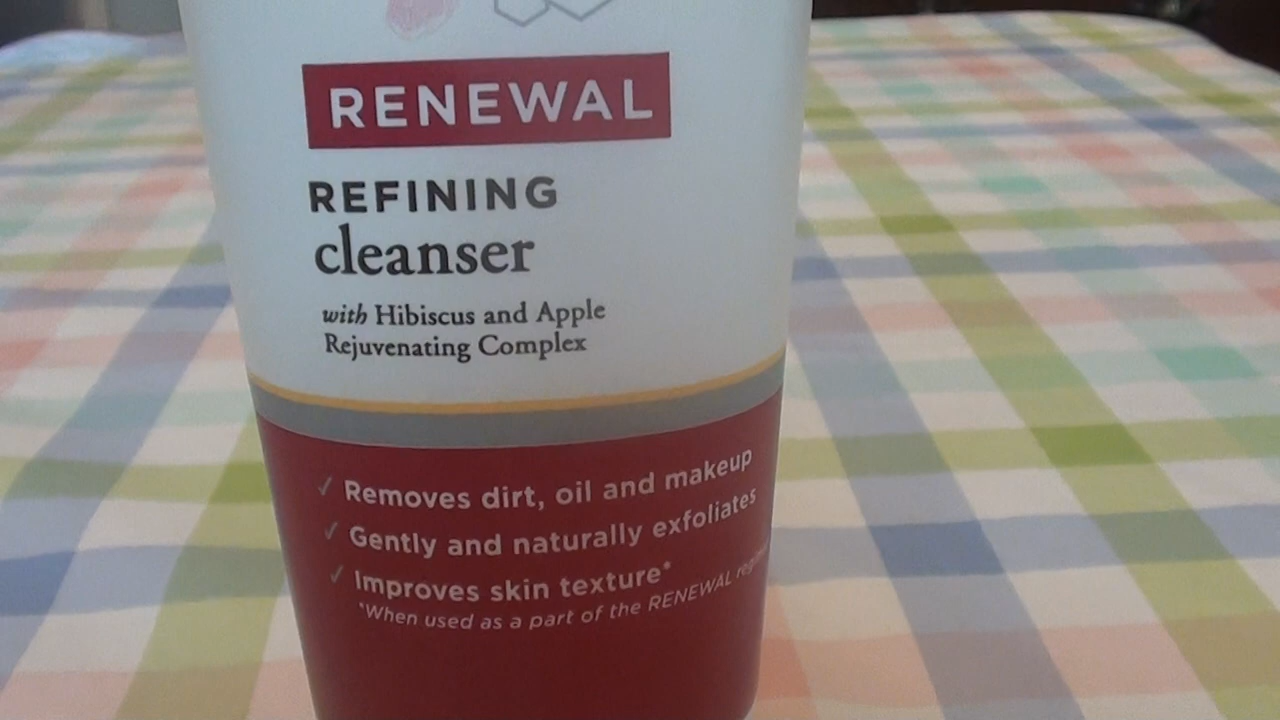 RENEWAL
REFINING
cleanser
with Hibiscus and Apple
Rejuvenating Complex
✓ Removes dirt, oil and makeup
✓ Gently and naturally exfoliates
✓ Improves skin texture*
*When used as a part of the RENEWAL